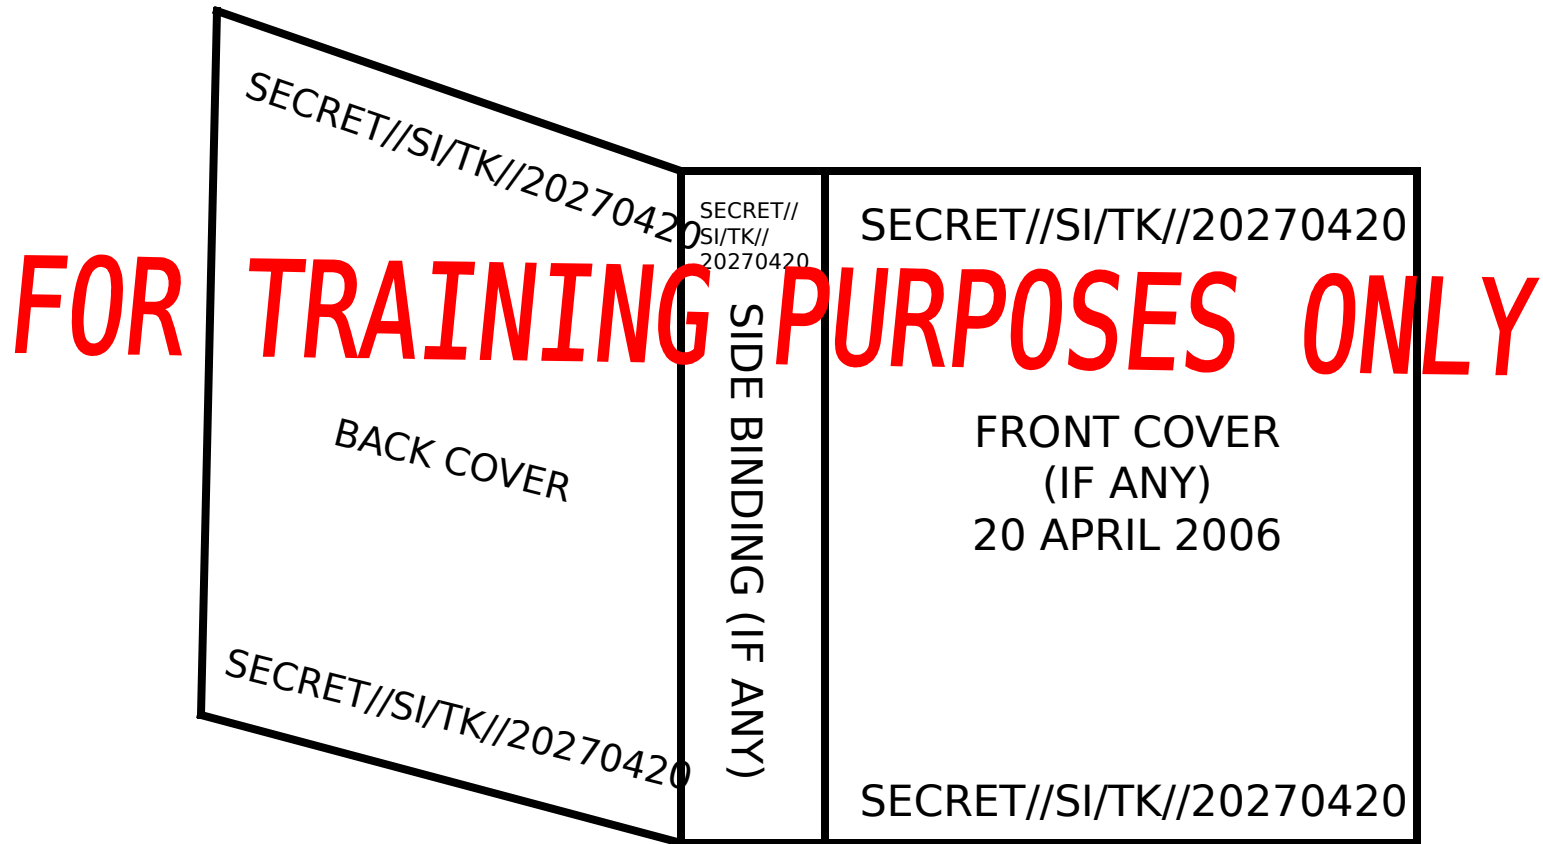 SECRET//SI/TK//20270420
SECRET//
SI/TK//
20270420
SECRET//SI/TK//20270420
FOR TRAINING PURPOSES ONLY
BACK COVER
SIDE BINDING (IF ANY)
FRONT COVER
(IF ANY)
20 APRIL 2006
SECRET//SI/TK//20270420
SECRET//SI/TK//20270420